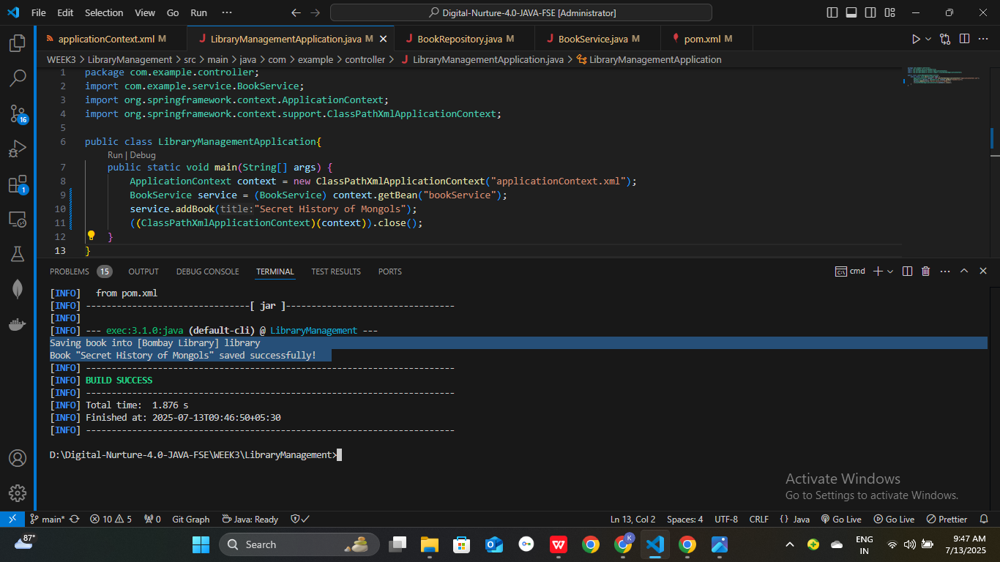 File Edit Selection View Go Run ··· Digital-Nurture-4.0-JAVA-FSE [Administrator]
applicationContext.xml M LibraryManagementApplication.java M BookRepository.java M BookService.java M pom.xml M
WEEK3 > LibraryManagement > src > main > java > com > example > controller > LibraryManagementApplication.java > LibraryManagementApplication
1 package com.example.controller;
2 import com.example.service.BookService;
3 import org.springframework.context.ApplicationContext;
4 import org.springframework.context.support.ClassPathXmlApplicationContext;
5
6 public class LibraryManagementApplication{
Run | Debug
7 public static void main(String[] args) {
8 ApplicationContext context = new ClassPathXmlApplicationContext("applicationContext.xml");
9 BookService service = (BookService) context.getBean("bookService");
10 service.addBook(title:"Secret History of Mongols");
11 ((ClassPathXmlApplicationContext)(context)).close();
12 }
13 }
16
1
PROBLEMS 15 OUTPUT DEBUG CONSOLE TERMINAL TEST RESULTS PORTS cmd
[INFO]   from pom.xml
[INFO] --------------------------------[ jar ]---------------------------------
[INFO]
[INFO] --- exec:3.1.0:java (default-cli) @ LibraryManagement ---
Saving book into [Bombay Library] library
Book "Secret History of Mongols" saved successfully!
[INFO] ------------------------------------------------------------------------
[INFO] BUILD SUCCESS
[INFO] ------------------------------------------------------------------------
[INFO] Total time:  1.876 s
[INFO] Finished at: 2025-07-13T09:46:50+05:30
[INFO] ------------------------------------------------------------------------
D:\Digital-Nurture-4.0-JAVA-FSE\WEEK3\LibraryManagement>
Activate Windows
Go to Settings to activate Windows.
main* 10 5 0 Git Graph Java: Ready Ln 13, Col 2 Spaces: 4 UTF-8 CRLF {} Java Go Live Go Live Prettier
87° Search K W ENG 9:47 AM
IN 7/13/2025